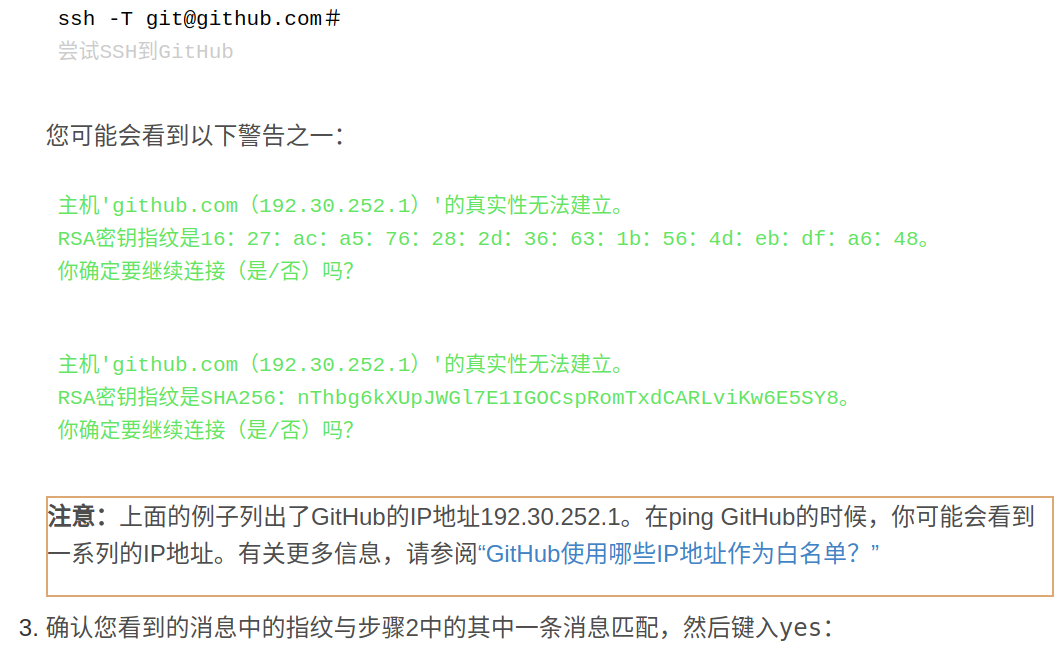 ssh -T git@github.com＃
尝试SSH到GitHub
您可能会看到以下警告之一：
主机'github.com（192.30.252.1）'的真实性无法建立。
RSA密钥指纹是16：27：ac：a5：76：28：2d：36：63：1b：56：4d：eb：df：a6：48。
你确定要继续连接（是/否）吗？
主机'github.com（192.30.252.1）'的真实性无法建立。
RSA密钥指纹是SHA256：nThbg6kXUpJWGl7E1IGOCspRomTxdCARLviKw6E5SY8。
你确定要继续连接（是/否）吗？
注意：上面的例子列出了GitHub的IP地址192.30.252.1。在ping GitHub的时候，你可能会看到
一系列的IP地址。有关更多信息，请参阅“GitHub使用哪些IP地址作为白名单？”
3. 确认您看到的消息中的指纹与步骤2中的其中一条消息匹配，然后键入yes：